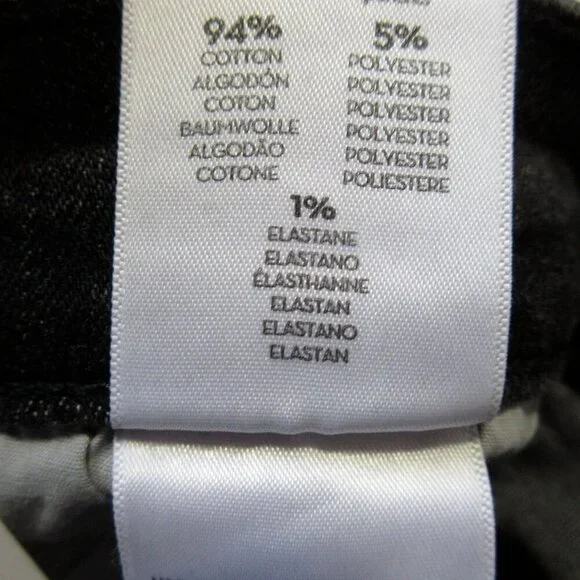 94%
COTTON
ALGODÓN
COTON
BAUMWOLLE
ALGODÃO
COTONE
5%
POLYESTER
POLYESTER
POLYESTER
POLYESTER
POLYESTER
POLIESTERE
1%
ELASTANE
ELASTANO
ÉLASTHANNE
ELASTAN
ELASTANO
ELASTAN